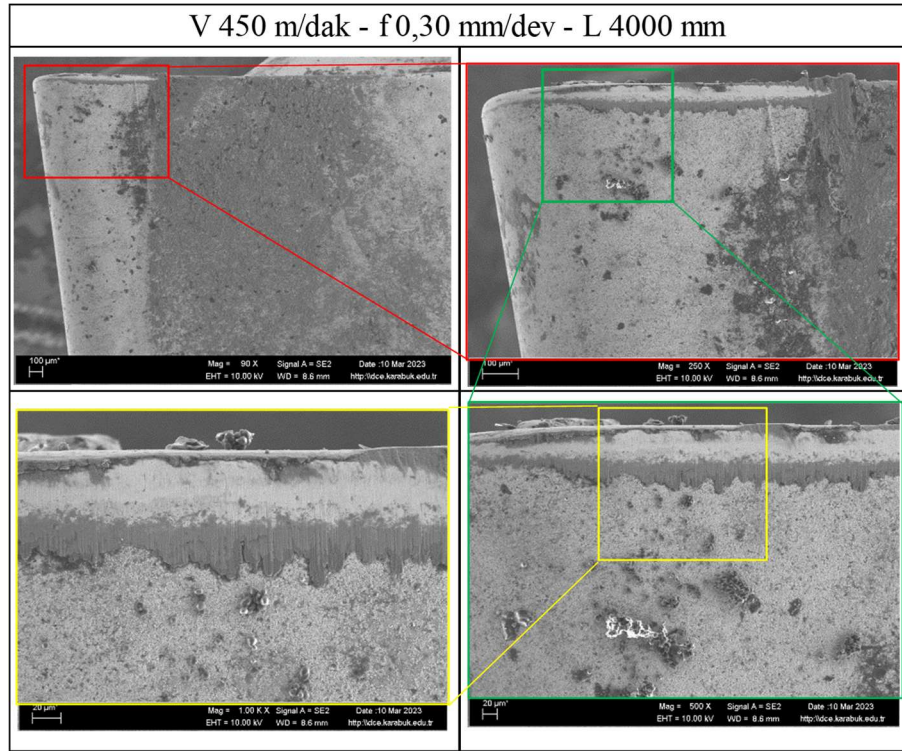 V 450 m/dak - f 0,30 mm/dev - L 4000 mm
100 µm*
Mag = 90 X Signal A = SE2 Date :10 Mar 2023
EHT = 10.00 kV WD = 8.6 mm http\\idce.karabuk.edu.tr
100 µm*
Mag = 250 X Signal A = SE2 Date :10 Mar 2023
EHT = 10.00 kV WD = 8.6 mm http\\idce.karabuk.edu.tr
20 µm*
Mag = 1.00 K X Signal A = SE2 Date :10 Mar 2023
EHT = 10.00 kV WD = 8.6 mm http\\idce.karabuk.edu.tr
20 µm*
Mag = 500 X Signal A = SE2 Date :10 Mar 2023
EHT = 10.00 kV WD = 8.6 mm http\\idce.karabuk.edu.tr